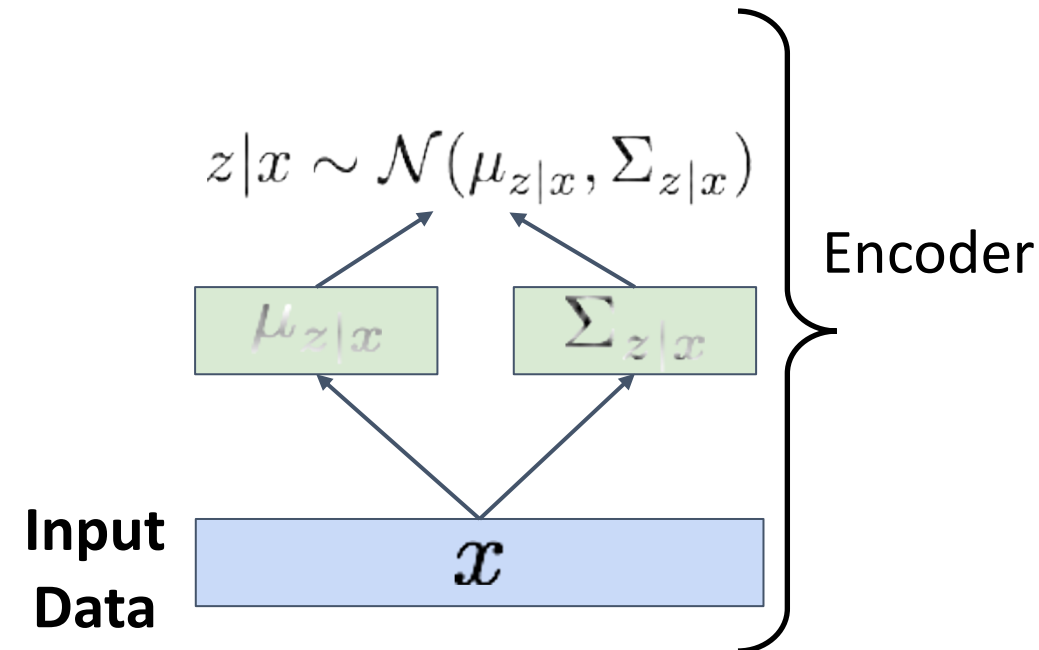 z|x ∼ 𝒩(μ_{z|x}, Σ_{z|x})
Encoder
μ_{z|x}
Σ_{z|x}
Input
Data
x